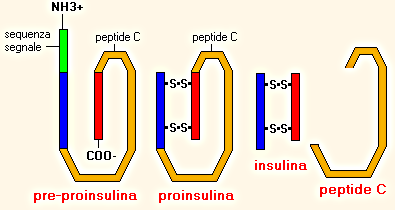 NH3+
sequenza
segnale
peptide C
COO-
pre-proinsulina
peptide C
S-S
S-S
proinsulina
S-S
S-S
insulina
peptide C